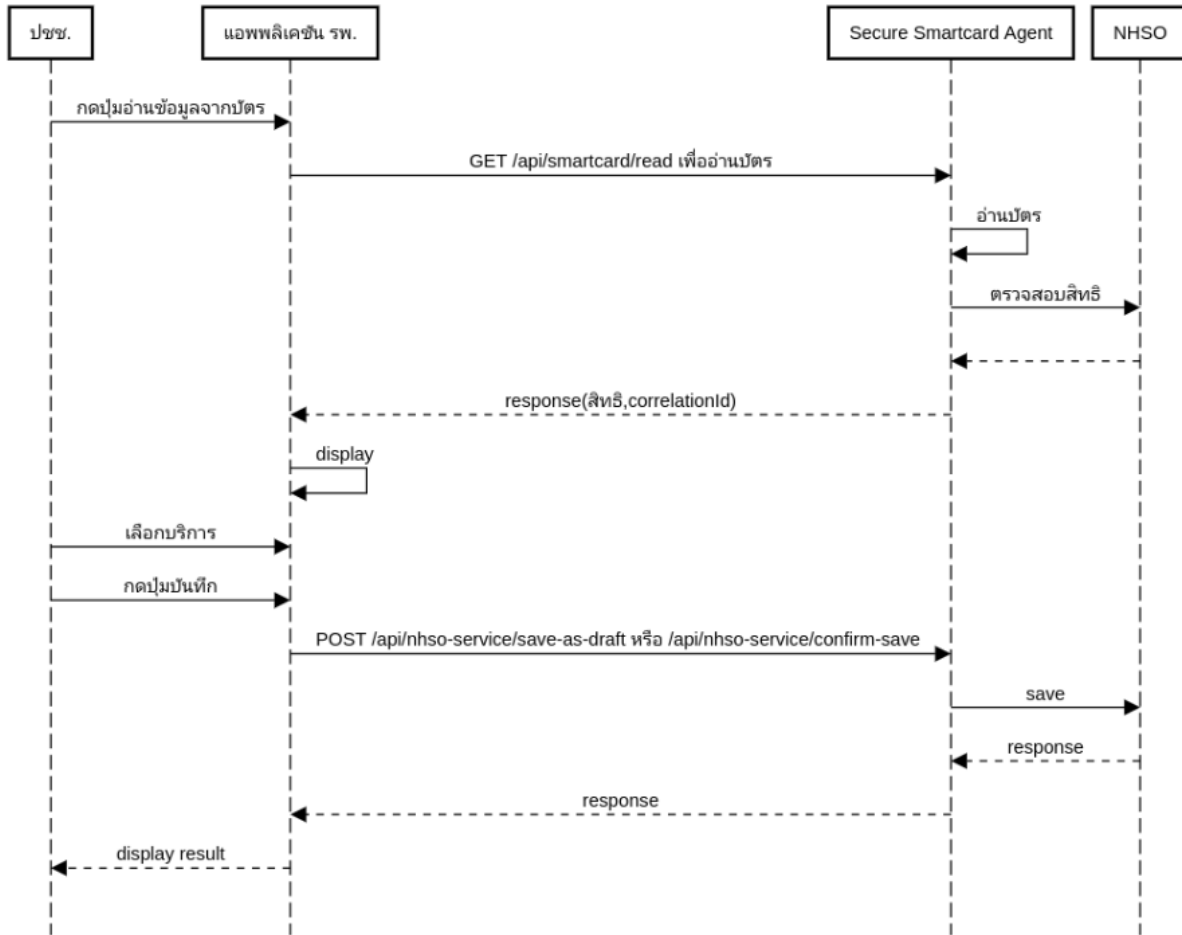 ปชช.
แอพพลิเคชัน รพ.
Secure Smartcard Agent
NHSO
กดปุ่มอ่านข้อมูลจากบัตร
GET /api/smartcard/read เพื่ออ่านบัตร
อ่านบัตร
ตรวจสอบสิทธิ
response(สิทธิ,correlationId)
display
เลือกบริการ
กดปุ่มบันทึก
POST /api/nhso-service/save-as-draft หรือ /api/nhso-service/confirm-save
save
response
response
display result